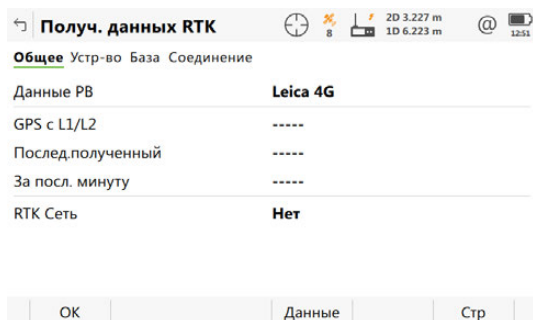 Получ. данных RTK 8 2D 3.227 m
1D 6.223 m @ 12:51
Общее Устр-во База Соединение
Данные РВ Leica 4G
GPS с L1/L2 -----
Послед.полученный -----
За посл. минуту -----
RTK Сеть Нет
OK Данные Стр